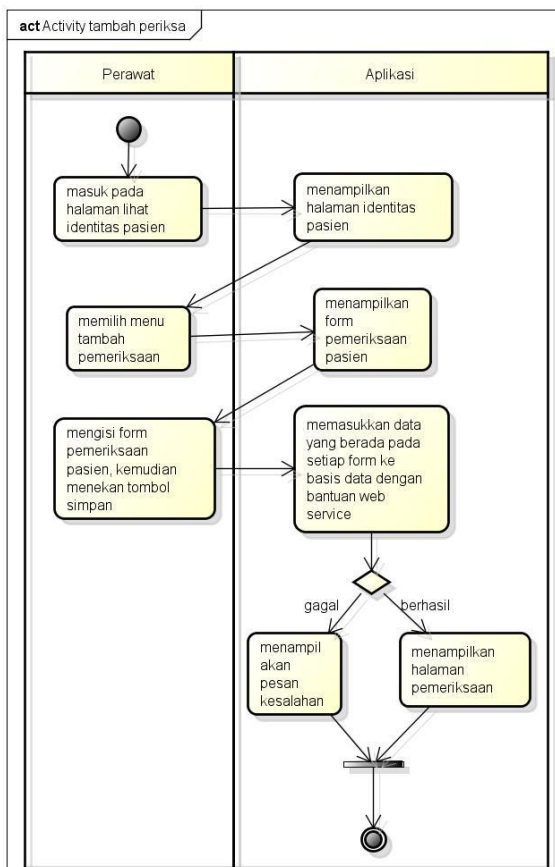 act Activity tambah periksa
Perawat
Aplikasi
masuk pada
halaman lihat
identitas pasien
menampilkan
halaman identitas
pasien
memilih menu
tambah
pemeriksaan
menampilkan
form
pemeriksaan
pasien
mengisi form
pemeriksaan
pasien, kemudian
menekan tombol
simpan
memasukkan data
yang berada pada
setiap form ke
basis data dengan
bantuan web
service
gagal
berhasil
menampil
akan
pesan
kesalahan
menampilkan
halaman
pemeriksaan